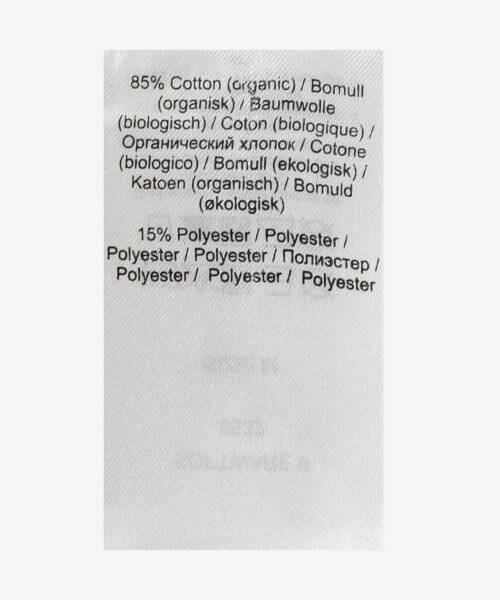 85% Cotton (organic) / Bomull
(organisk) / Baumwolle
(biologisch) / Coton (biologique) /
Органический хлопок / Cotone
(biologico) / Bomull (ekologisk) /
Katoen (organisch) / Bomuld
(økologisk)
15% Polyester / Polyester /
Polyester / Polyester / Полиэстер /
Polyester / Polyester / Polyester